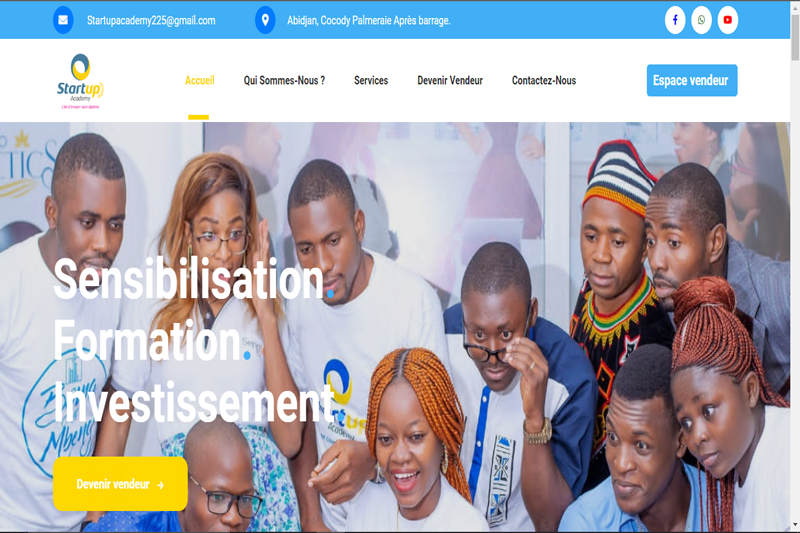 Startupacademy225@gmail.com
Abidjan, Cocody Palmeraie Après barrage.
Startup
Academy
Accueil
Qui Sommes-Nous ?
Services
Devenir Vendeur
Contactez-Nous
Espace vendeur
Sensibilisation.
Formation.
Investissement
Academy
Devenir vendeur →